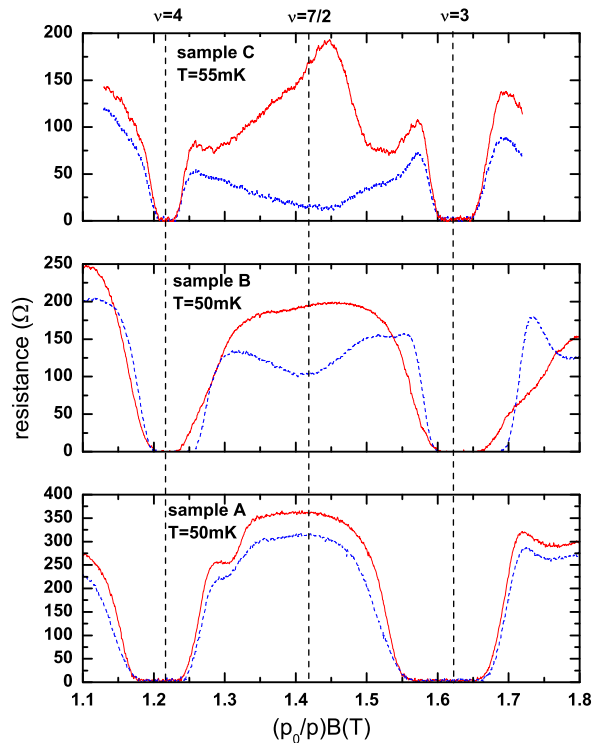 ν=4 ν=7/2 ν=3
200
150
100
50
0
sample C
T=55mK
250
200
150
100
50
0
sample B
T=50mK
resistance (Ω)
400
350
300
250
200
150
100
50
0
sample A
T=50mK
1.1 1.2 1.3 1.4 1.5 1.6 1.7 1.8
(p₀/p)B(T)